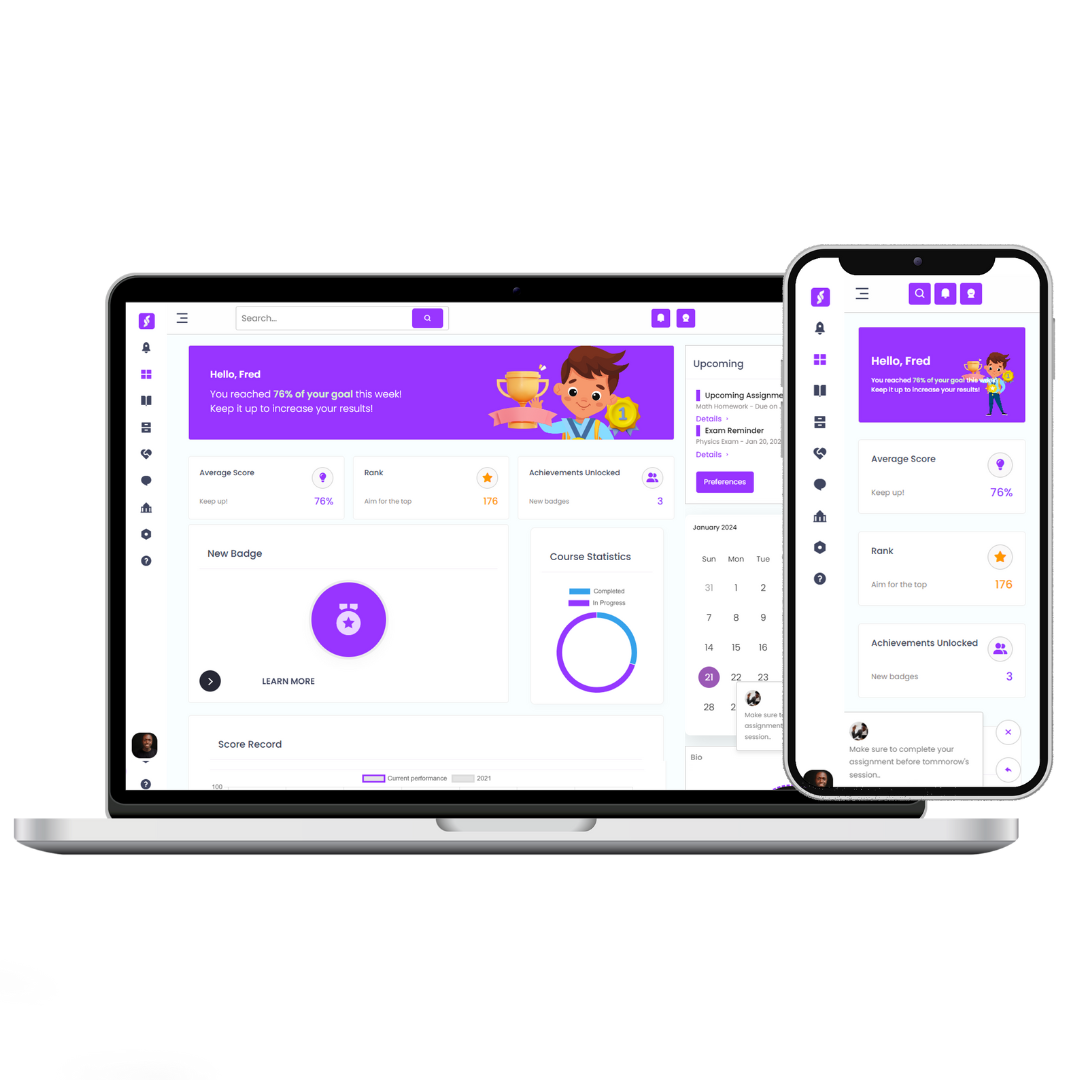 Search...
Hello, Fred
You reached 76% of your goal this week!
Keep it up to increase your results!
1
Average Score
Keep up!
76%
Rank
Aim for the top
176
Achievements Unlocked
New badges
3
New Badge
LEARN MORE
Course Statistics
Completed
In Progress
Score Record
Current performance
2021
100
Upcoming
Upcoming Assignme
Math Homework - Due on
Details
Exam Reminder
Physics Exam - Jan 20, 202
Details
Preferences
January 2024
Sun Mon Tue
31 1 2
7 8 9
14 15 16
21 22 23
28 2
Make sure to
assignment
session..
Bio
Hello, Fred
You reached 76% of your goal this week!
Keep it up to increase your results!
Average Score
Keep up!
76%
Rank
Aim for the top
176
Achievements Unlocked
New badges
3
Make sure to complete your
assignment before tommorow's
session..